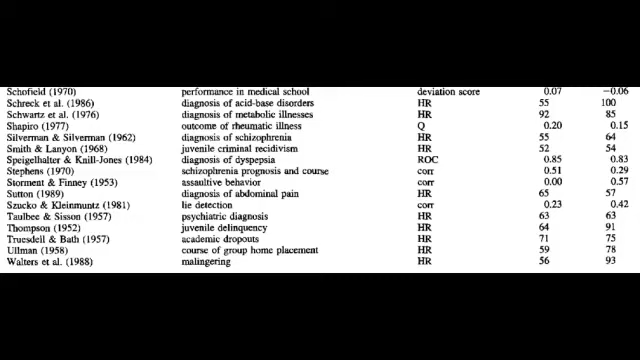 Schofield (1970) performance in medical school deviation score 0.07 −0.06
Schreck et al. (1986) diagnosis of acid-base disorders HR 55 100
Schwartz et al. (1976) diagnosis of metabolic illnesses HR 92 85
Shapiro (1977) outcome of rheumatic illness Q 0.20 0.15
Silverman & Silverman (1962) diagnosis of schizophrenia HR 55 64
Smith & Lanyon (1968) juvenile criminal recidivism HR 52 54
Speigelhalter & Knill-Jones (1984) diagnosis of dyspepsia ROC 0.85 0.83
Stephens (1970) schizophrenia prognosis and course corr 0.51 0.29
Storment & Finney (1953) assaultive behavior corr 0.00 0.57
Sutton (1989) diagnosis of abdominal pain HR 65 57
Szucko & Kleinmuntz (1981) lie detection corr 0.23 0.42
Taulbee & Sisson (1957) psychiatric diagnosis HR 63 63
Thompson (1952) juvenile delinquency HR 64 91
Truesdell & Bath (1957) academic dropouts HR 71 75
Ullman (1958) course of group home placement HR 59 78
Walters et al. (1988) malingering HR 56 93